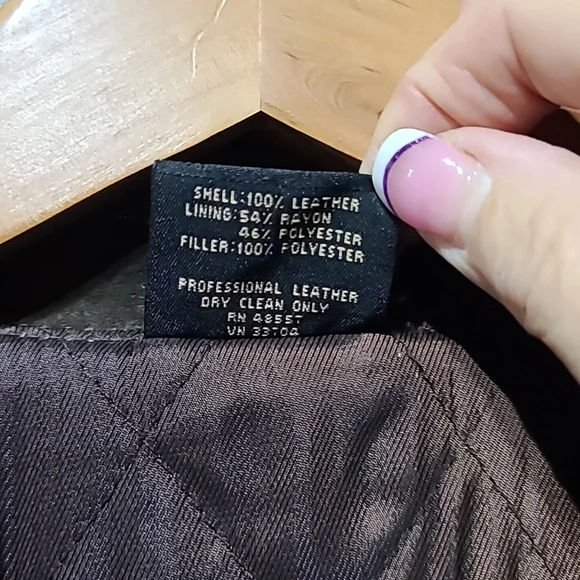 SHELL:100% LEATHER
LINING:54% RAYON
46% POLYESTER
FILLER:100% POLYESTER
PROFESSIONAL LEATHER
DRY CLEAN ONLY
RN 48557
VN 33704